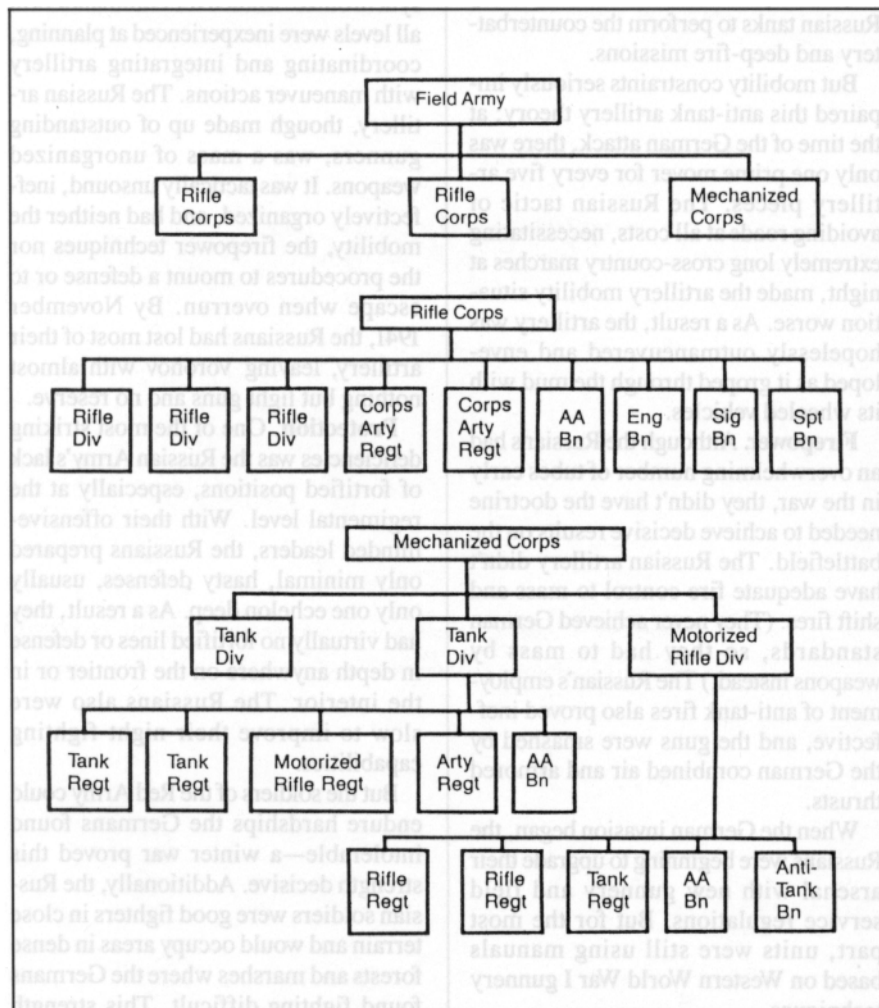 Field Army
Rifle Corps
Rifle Corps
Mechanized Corps
Rifle Corps
Rifle Div
Rifle Div
Rifle Div
Corps Arty Regt
Corps Arty Regt
AA Bn
Eng Bn
Sig Bn
Spt Bn
Mechanized Corps
Tank Div
Tank Div
Motorized Rifle Div
Tank Regt
Tank Regt
Motorized Rifle Regt
Arty Regt
AA Bn
Rifle Regt
Rifle Regt
Tank Regt
AA Bn
Anti-Tank Bn
Russian tanks to perform the counterbat-
tery and deep-fire missions.
But mobility constraints seriously im-
paired this anti-tank artillery theory: at
the time of the German attack, there was
only one prime mover for every five ar-
tillery pieces. The Russian tactic of
avoiding roads at all costs, necessitating
extremely long cross-country marches at
night, made the artillery mobility situa-
tion worse. As a result, the artillery was
hopelessly outmaneuvered and enve-
loped as it groped through the mud with
its wheeled vehicles.
Firepower. Although the Russians had
an overwhelming number of tubes early
in the war, they didn't have the doctrine
needed to achieve decisive results on the
battlefield. The Russian artillery didn't
have adequate fire control to mass and
shift fires. (They never achieved German
standards, so they had to mass by
weapons instead.) The Russian's employ-
ment of anti-tank fires also proved inef-
fective, and the guns were smashed by
the German combined air and armored
thrusts.
When the German invasion began, the
Russians were beginning to upgrade their
arsenal with new gunnery and field
service regulations. But for the most
part, units were still using manuals
based on Western World War I gunnery
all levels were inexperienced at planning,
coordinating and integrating artillery
with maneuver actions. The Russian ar-
tillery, though made up of outstanding
gunners, was a mass of unorganized
weapons. It was tactically unsound, inef-
fectively organized and had neither the
mobility, the firepower techniques nor
the procedures to mount a defense or to
escape when overrun. By November
1941, the Russians had lost most of their
artillery, leaving Voronov with almost
nothing but light guns and no reserve.
Protection. One of the most striking
deficiencies was the Russian Army's lack
of fortified positions, especially at the
regimental level. With their offensive-
minded leaders, the Russians prepared
only minimal, hasty defenses, usually
only one echelon deep. As a result, they
had virtually no fortified lines or defense
in depth anywhere on the frontier or in
the interior. The Russians also were
slow to improve their night fighting
capabilities.
But the soldiers of the Red Army could
endure hardships the Germans found
intolerable—a winter war proved this
strength decisive. Additionally, the Rus-
sian soldiers were good fighters in close
terrain and would occupy areas in dense
forests and marshes where the Germans
found fighting difficult. This strength